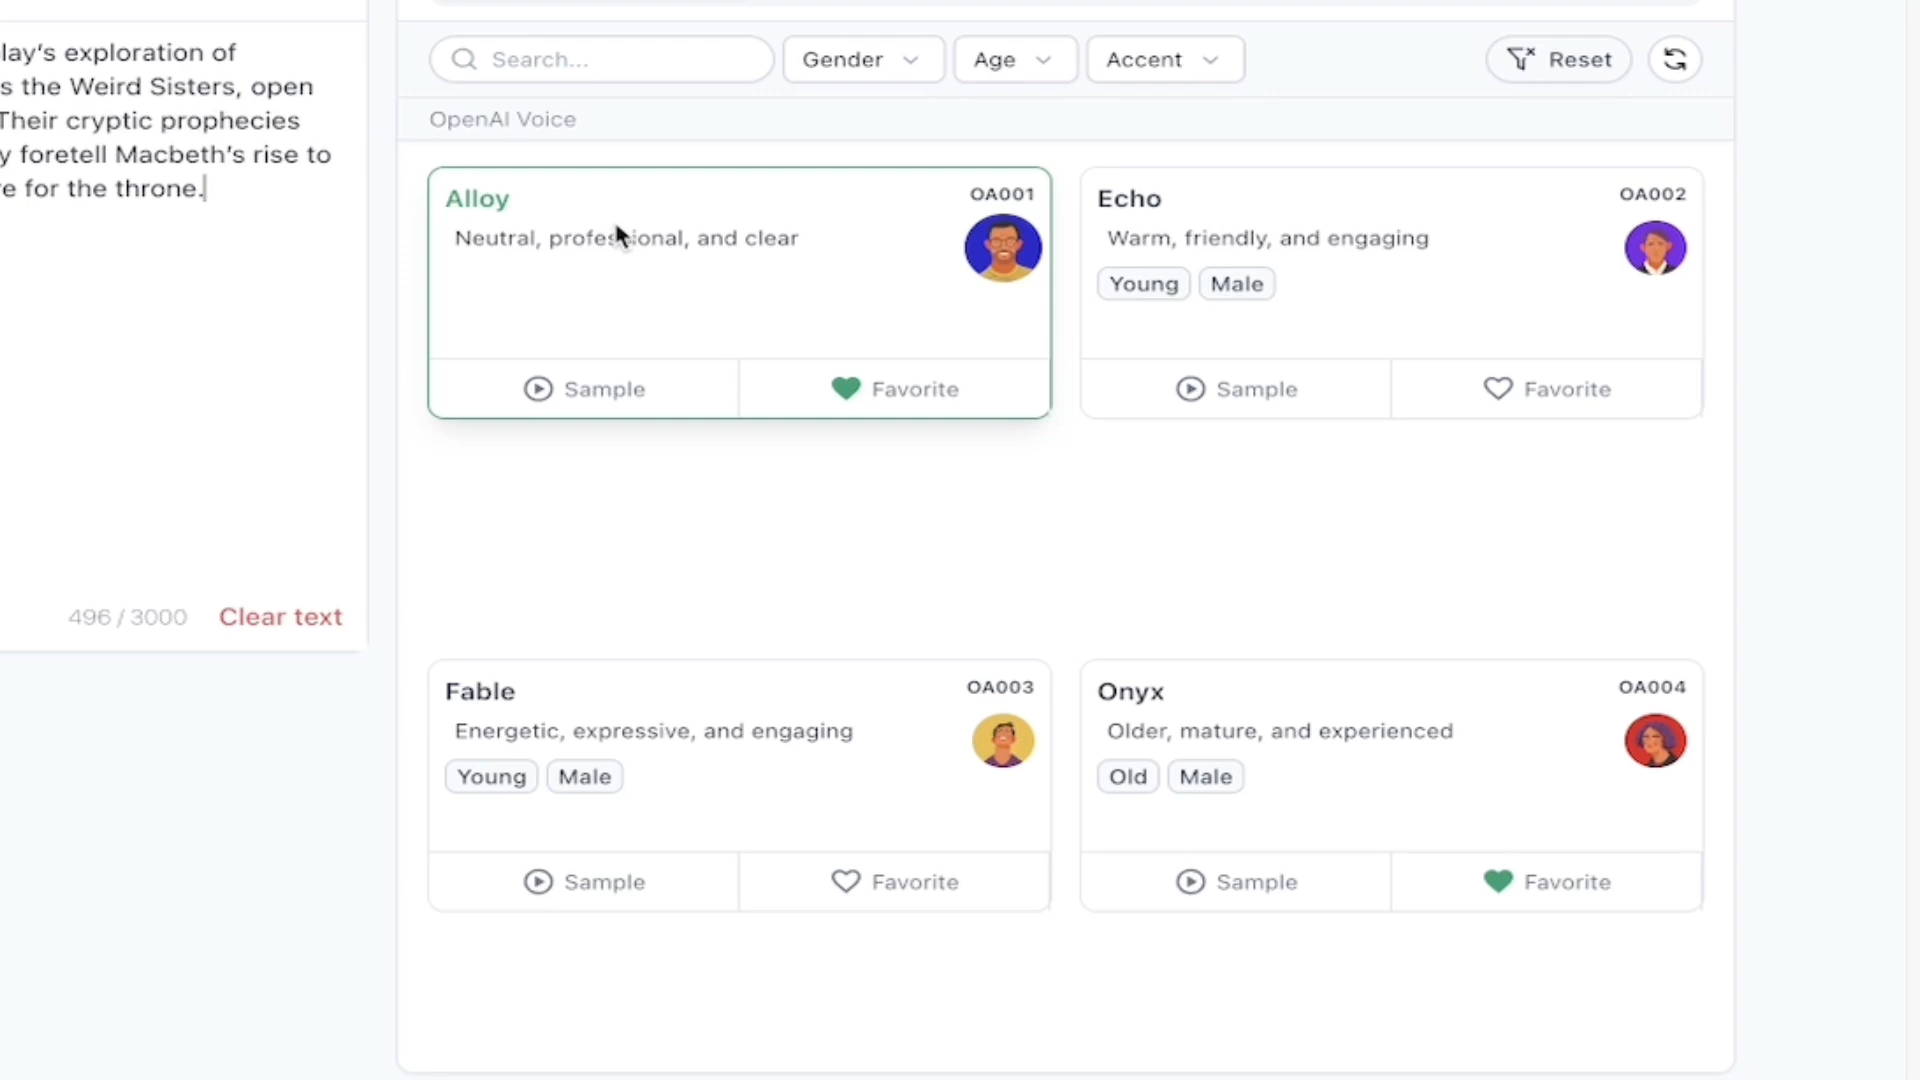 lay's exploration of
s the Weird Sisters, open
Their cryptic prophecies
y foretell Macbeth's rise to
e for the throne.
496 / 3000 Clear text
Search... Gender Age Accent Reset
OpenAI Voice
Alloy OA001
Neutral, professional, and clear
Sample Favorite
Echo OA002
Warm, friendly, and engaging
Young Male
Sample Favorite
Fable OA003
Energetic, expressive, and engaging
Young Male
Sample Favorite
Onyx OA004
Older, mature, and experienced
Old Male
Sample Favorite